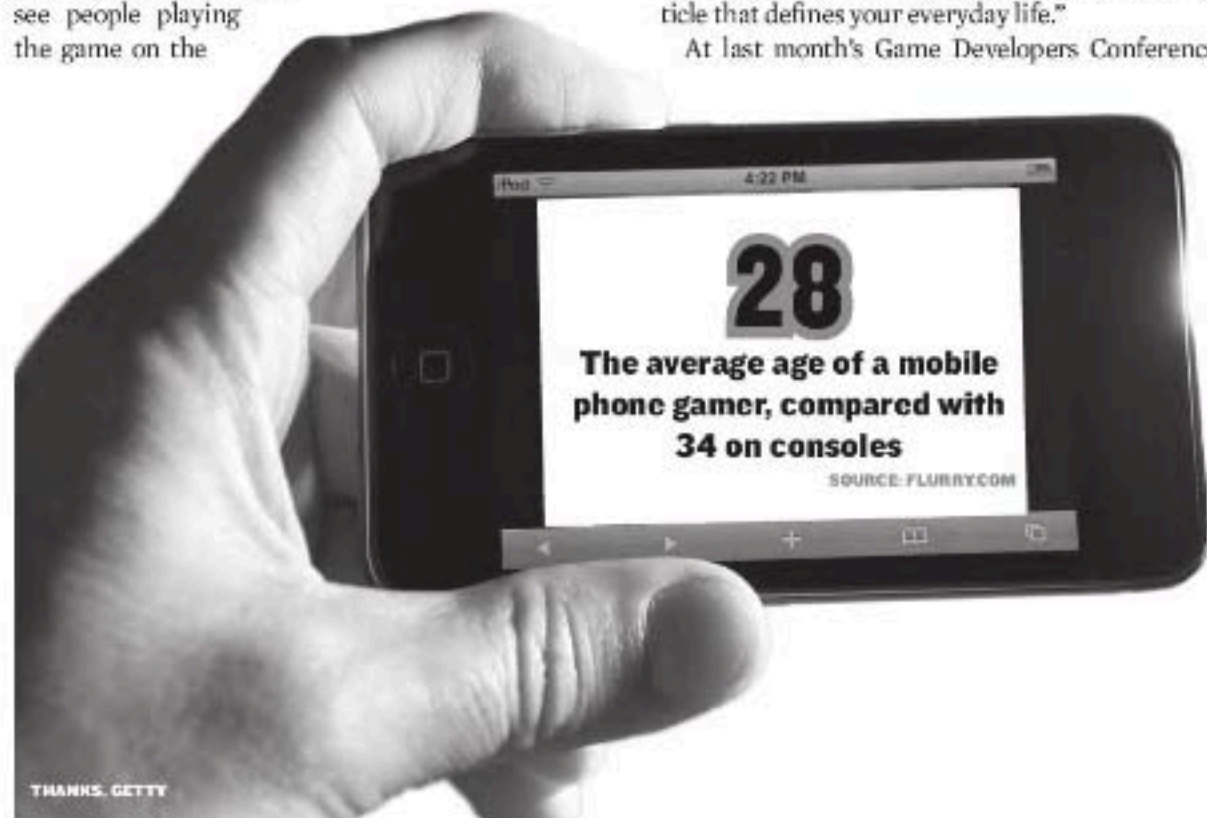 see people playing
the game on the
ticle that defines your everyday life.”
At last month's Game Developers Conferenc
iPod
4:22 PM
28
The average age of a mobile
phone gamer, compared with
34 on consoles
SOURCE: FLURRY.COM
THANKS. GETTY